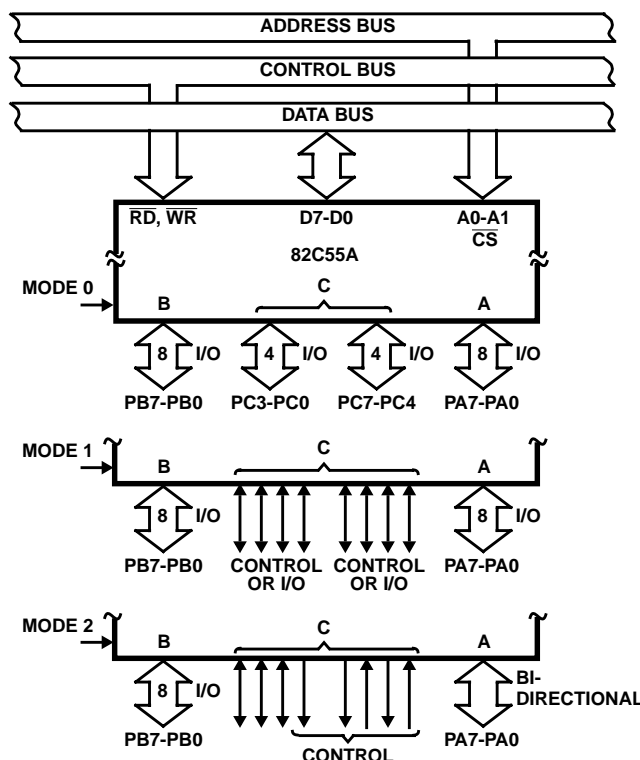 ADDRESS BUS
CONTROL BUS
DATA BUS
RD, WR D7-D0 A0-A1
CS
82C55A
MODE 0
B C A
8 I/O 4 I/O 4 I/O 8 I/O
PB7-PB0 PC3-PC0 PC7-PC4 PA7-PA0
MODE 1
B C A
8 I/O 8 I/O
PB7-PB0 CONTROL OR I/O CONTROL OR I/O PA7-PA0
MODE 2
B C A
8 I/O BI-
DIRECTIONAL
PB7-PB0 CONTROL PA7-PA0